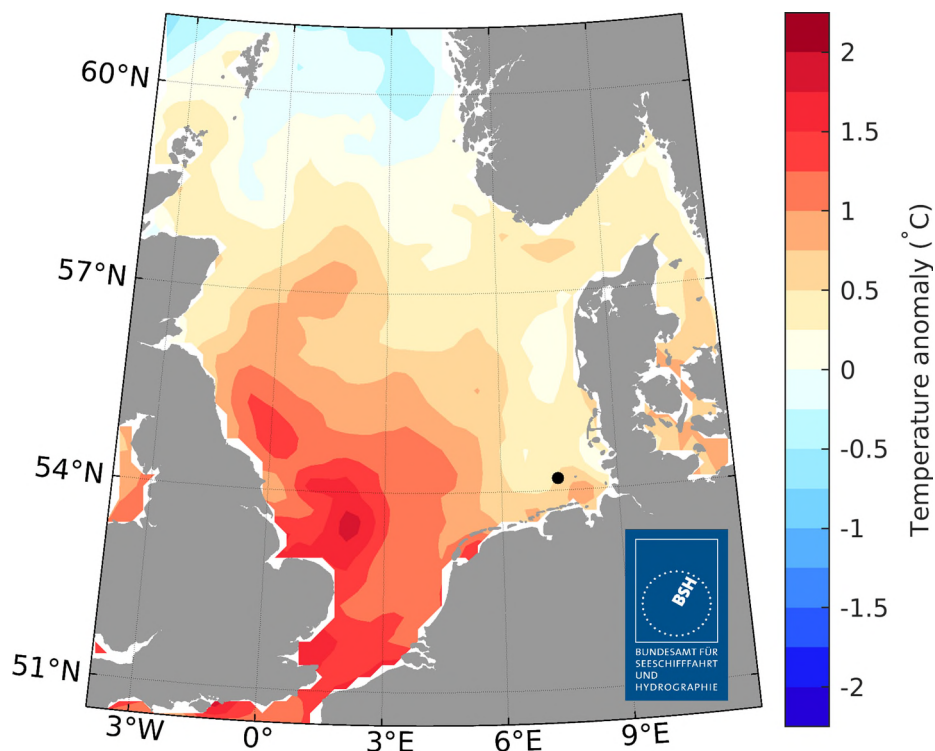 60°N
57°N
54°N
51°N
3°W
0°
3°E
6°E
9°E
2
1.5
1
0.5
0
-0.5
-1
-1.5
-2
Temperature anomaly (°C)
BSH
BUNDESAMT FÜR
SEESCHIFFFAHRT
UND
HYDROGRAPHIE